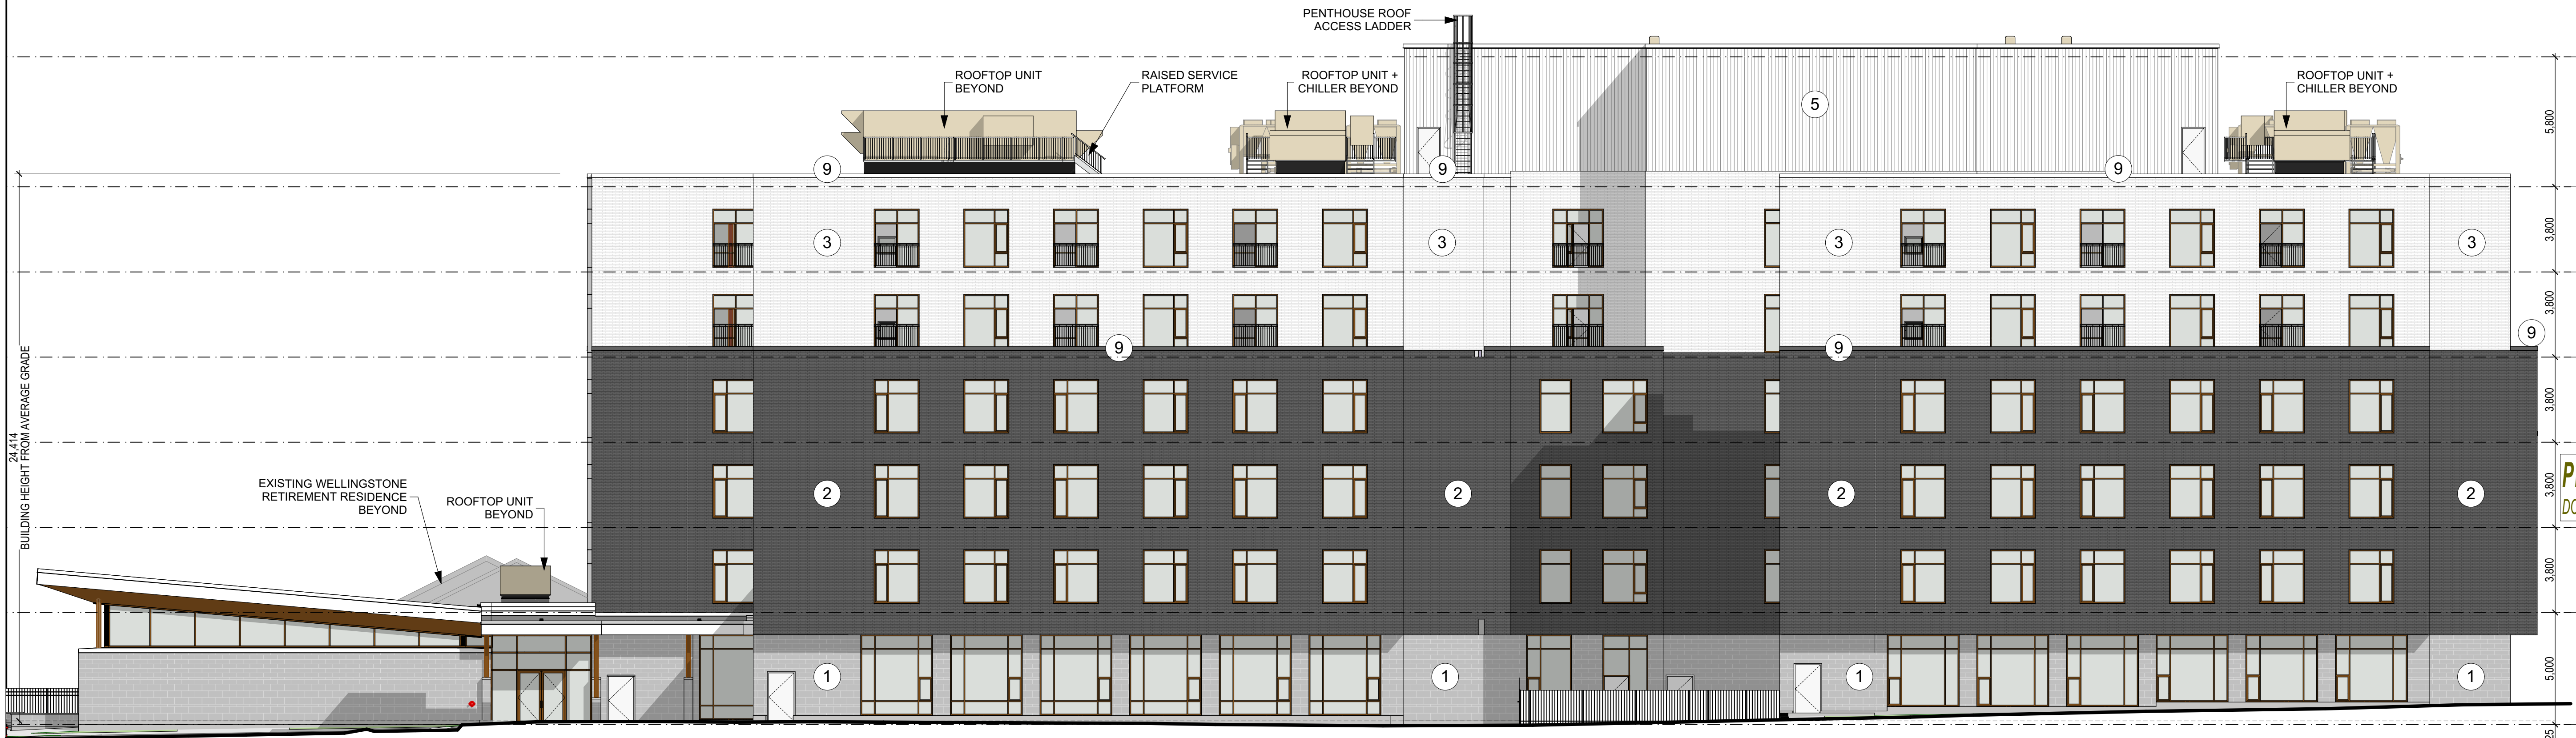 PENTHOUSE ROOF
ACCESS LADDER
ROOFTOP UNIT
BEYOND
RAISED SERVICE
PLATFORM
ROOFTOP UNIT +
CHILLER BEYOND
ROOFTOP UNIT +
CHILLER BEYOND
5
5,800
9
9
9
3
3
3
3
3,800
3,800
9
9
9
3,800
24,414
BUILDING HEIGHT FROM AVERAGE GRADE
EXISTING WELLINGSTONE
RETIREMENT RESIDENCE
BEYOND
ROOFTOP UNIT
BEYOND
2
2
2
2
3,800
3,800
1
1
1
1
5,000